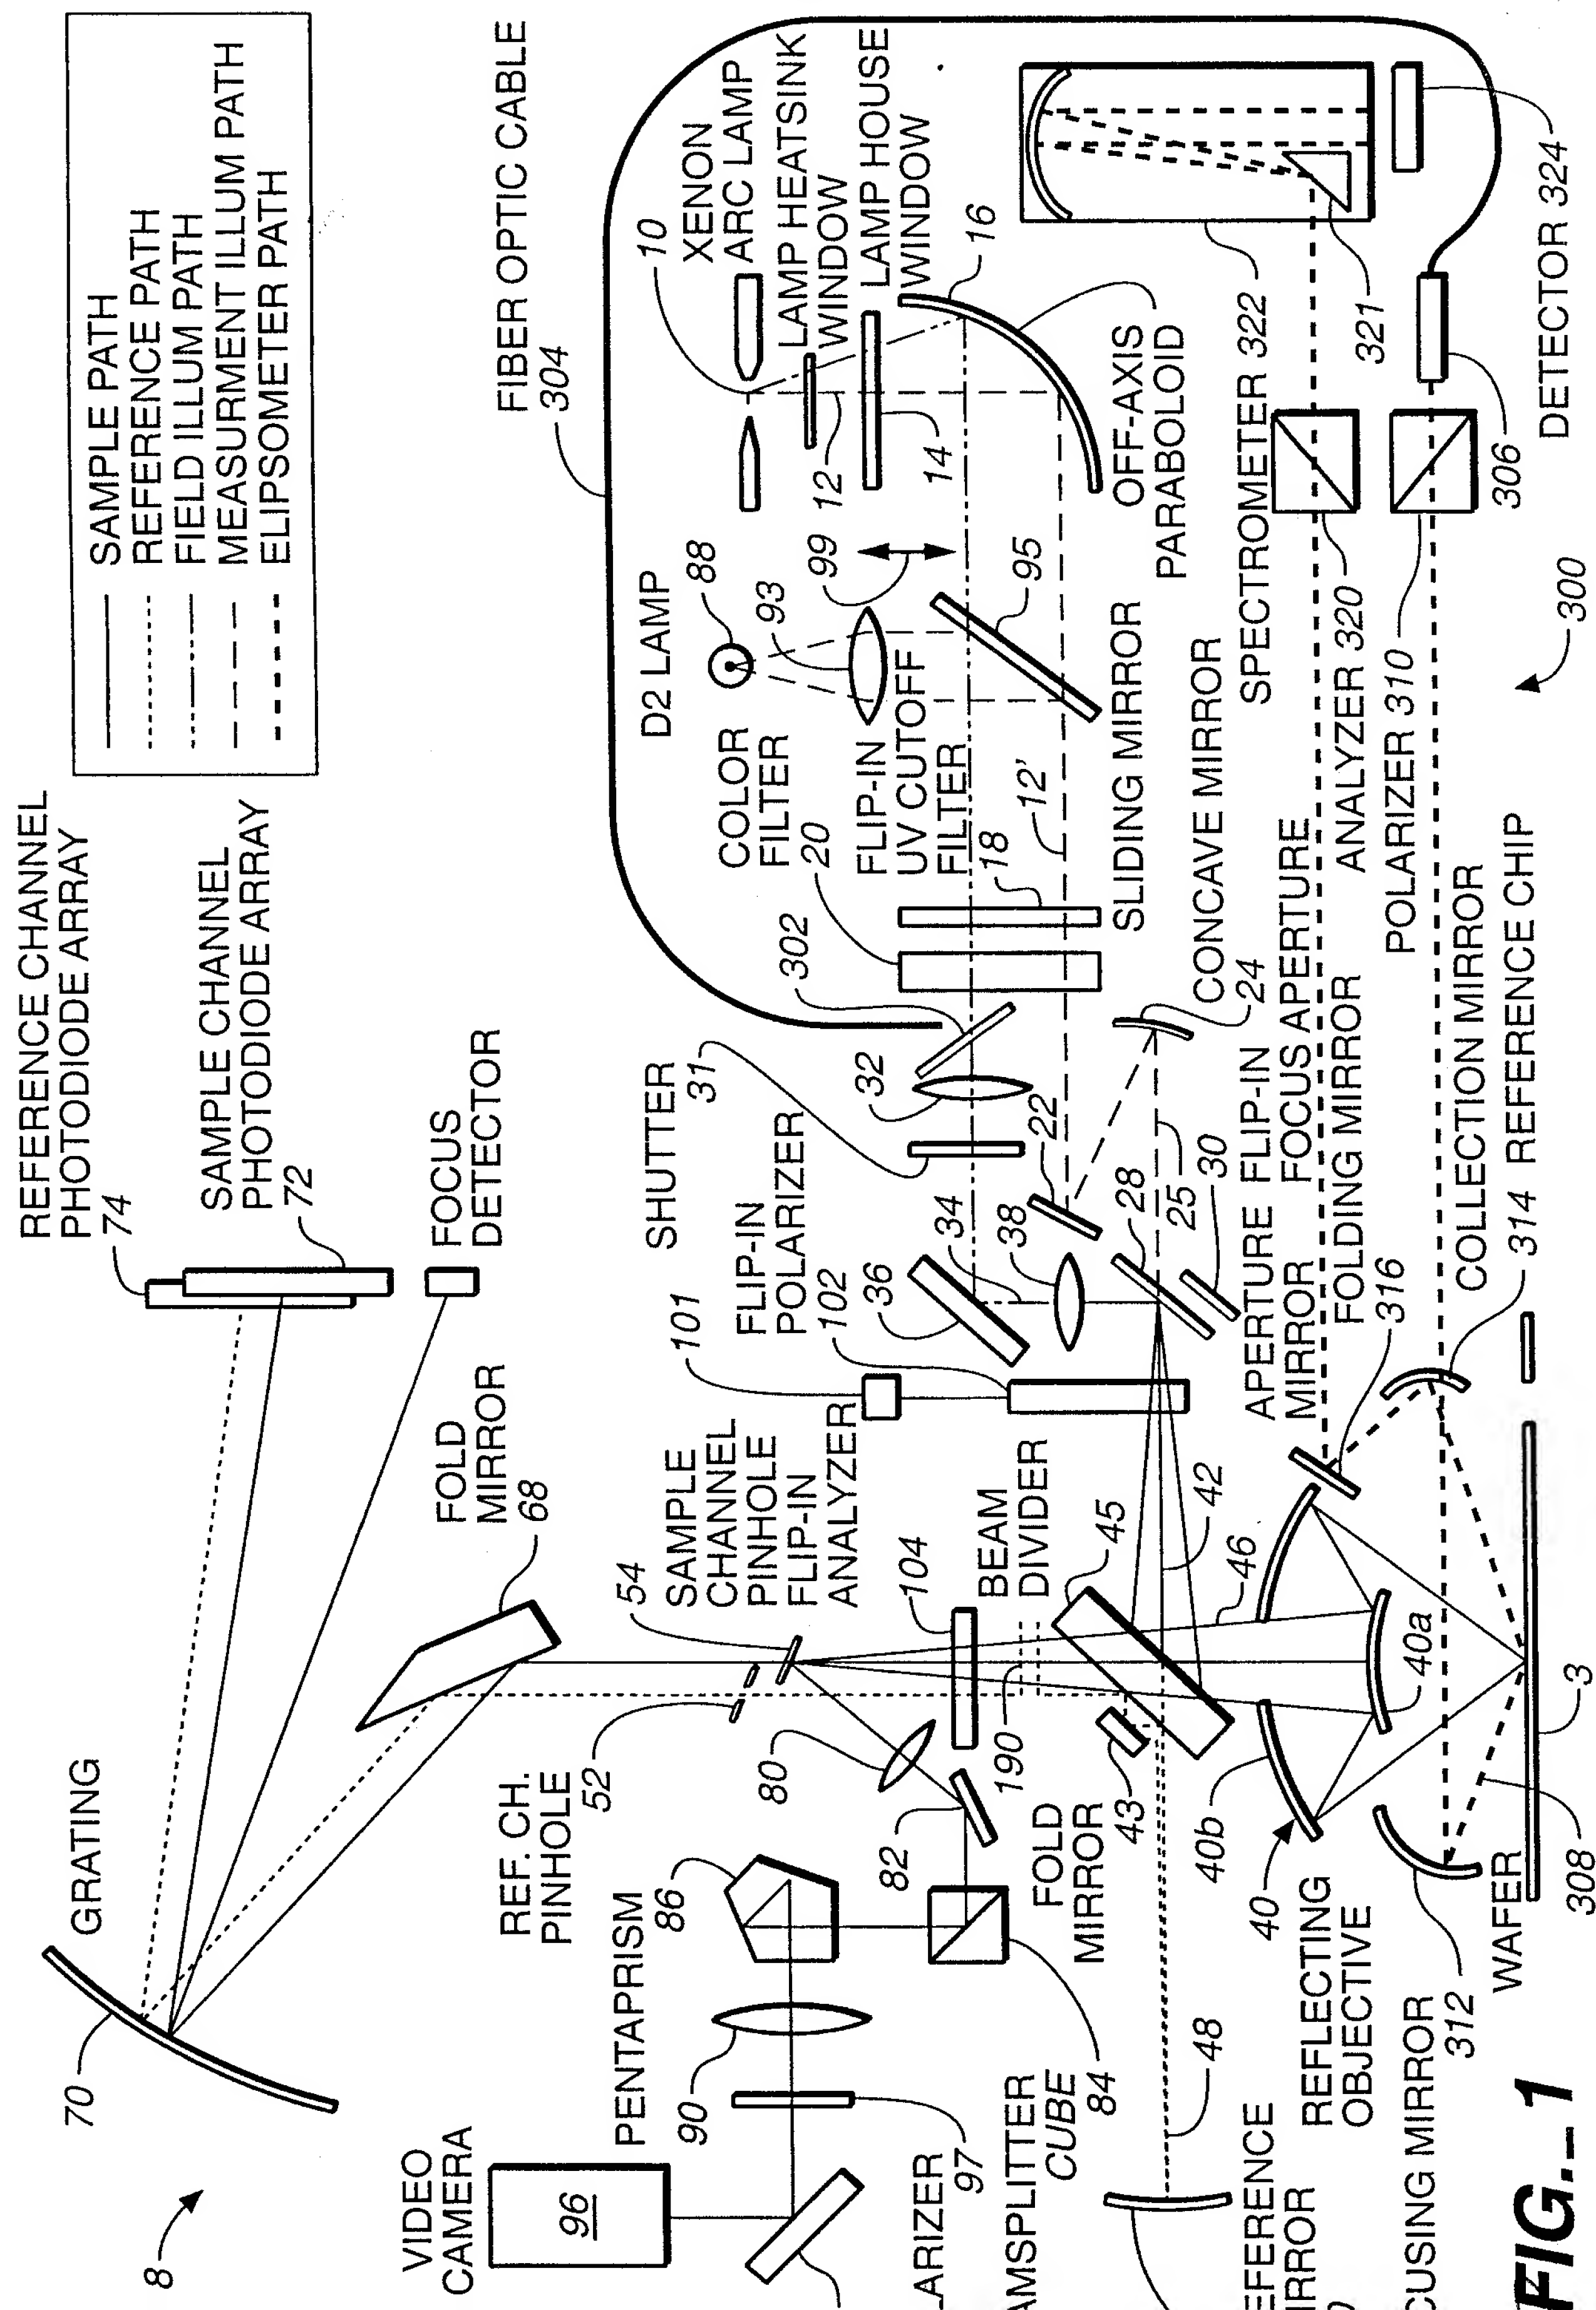 SAMPLE PATH
REFERENCE PATH
FIELD ILLUM PATH
MEASURMENT ILLUM PATH
ELIPSOMETER PATH
REFERENCE CHANNEL
PHOTODIODE ARRAY
74
SAMPLE CHANNEL
PHOTODIODE ARRAY
72
FOCUS
DETECTOR
GRATING
70
8
FOLD
MIRROR
68
FIBER OPTIC CABLE
304
10
XENON
ARC LAMP
LAMP HEATSINK
WINDOW
12
LAMP HOUSE
WINDOW
14
16
OFF-AXIS
PARABOLOID
D2 LAMP
88
93
99
95
COLOR
FILTER
20
FLIP-IN
UV CUTOFF
FILTER
18
12'
SLIDING MIRROR
302
SHUTTER
31
32
22
CONCAVE MIRROR
24
25
28
30
34
36
38
FLIP-IN
POLARIZER
102
101
APERTURE
MIRROR
FLIP-IN
FOCUS APERTURE
FOLDING MIRROR
316
SAMPLE
CHANNEL
PINHOLE
54
FLIP-IN
ANALYZER
104
BEAM
DIVIDER
45
42
46
REF. CH.
PINHOLE
52
80
82
190
FOLD
MIRROR
43
PENTAPRISM
86
90
97
VIDEO
CAMERA
96
LARIZER
AMSPLITTER
CUBE
84
48
EFERENCE
IRROR
REFLECTING
OBJECTIVE
40
40b
40a
CUSING MIRROR
312
WAFER
3
308
COLLECTION MIRROR
314
REFERENCE CHIP
SPECTROMETER 322
321
ANALYZER 320
POLARIZER 310
306
DETECTOR 324
300
FIG._1